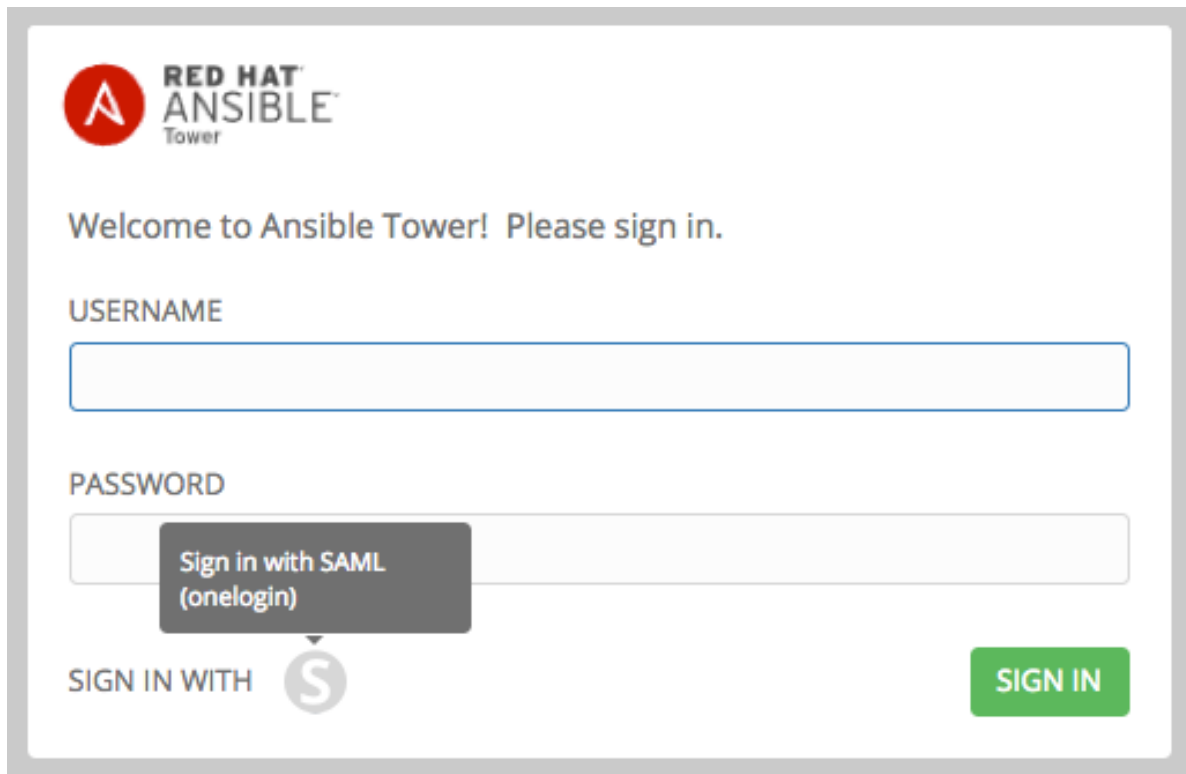 RED HAT
ANSIBLE
Tower
Welcome to Ansible Tower! Please sign in.
USERNAME
PASSWORD
Sign in with SAML
(onelogin)
SIGN IN WITH S
SIGN IN